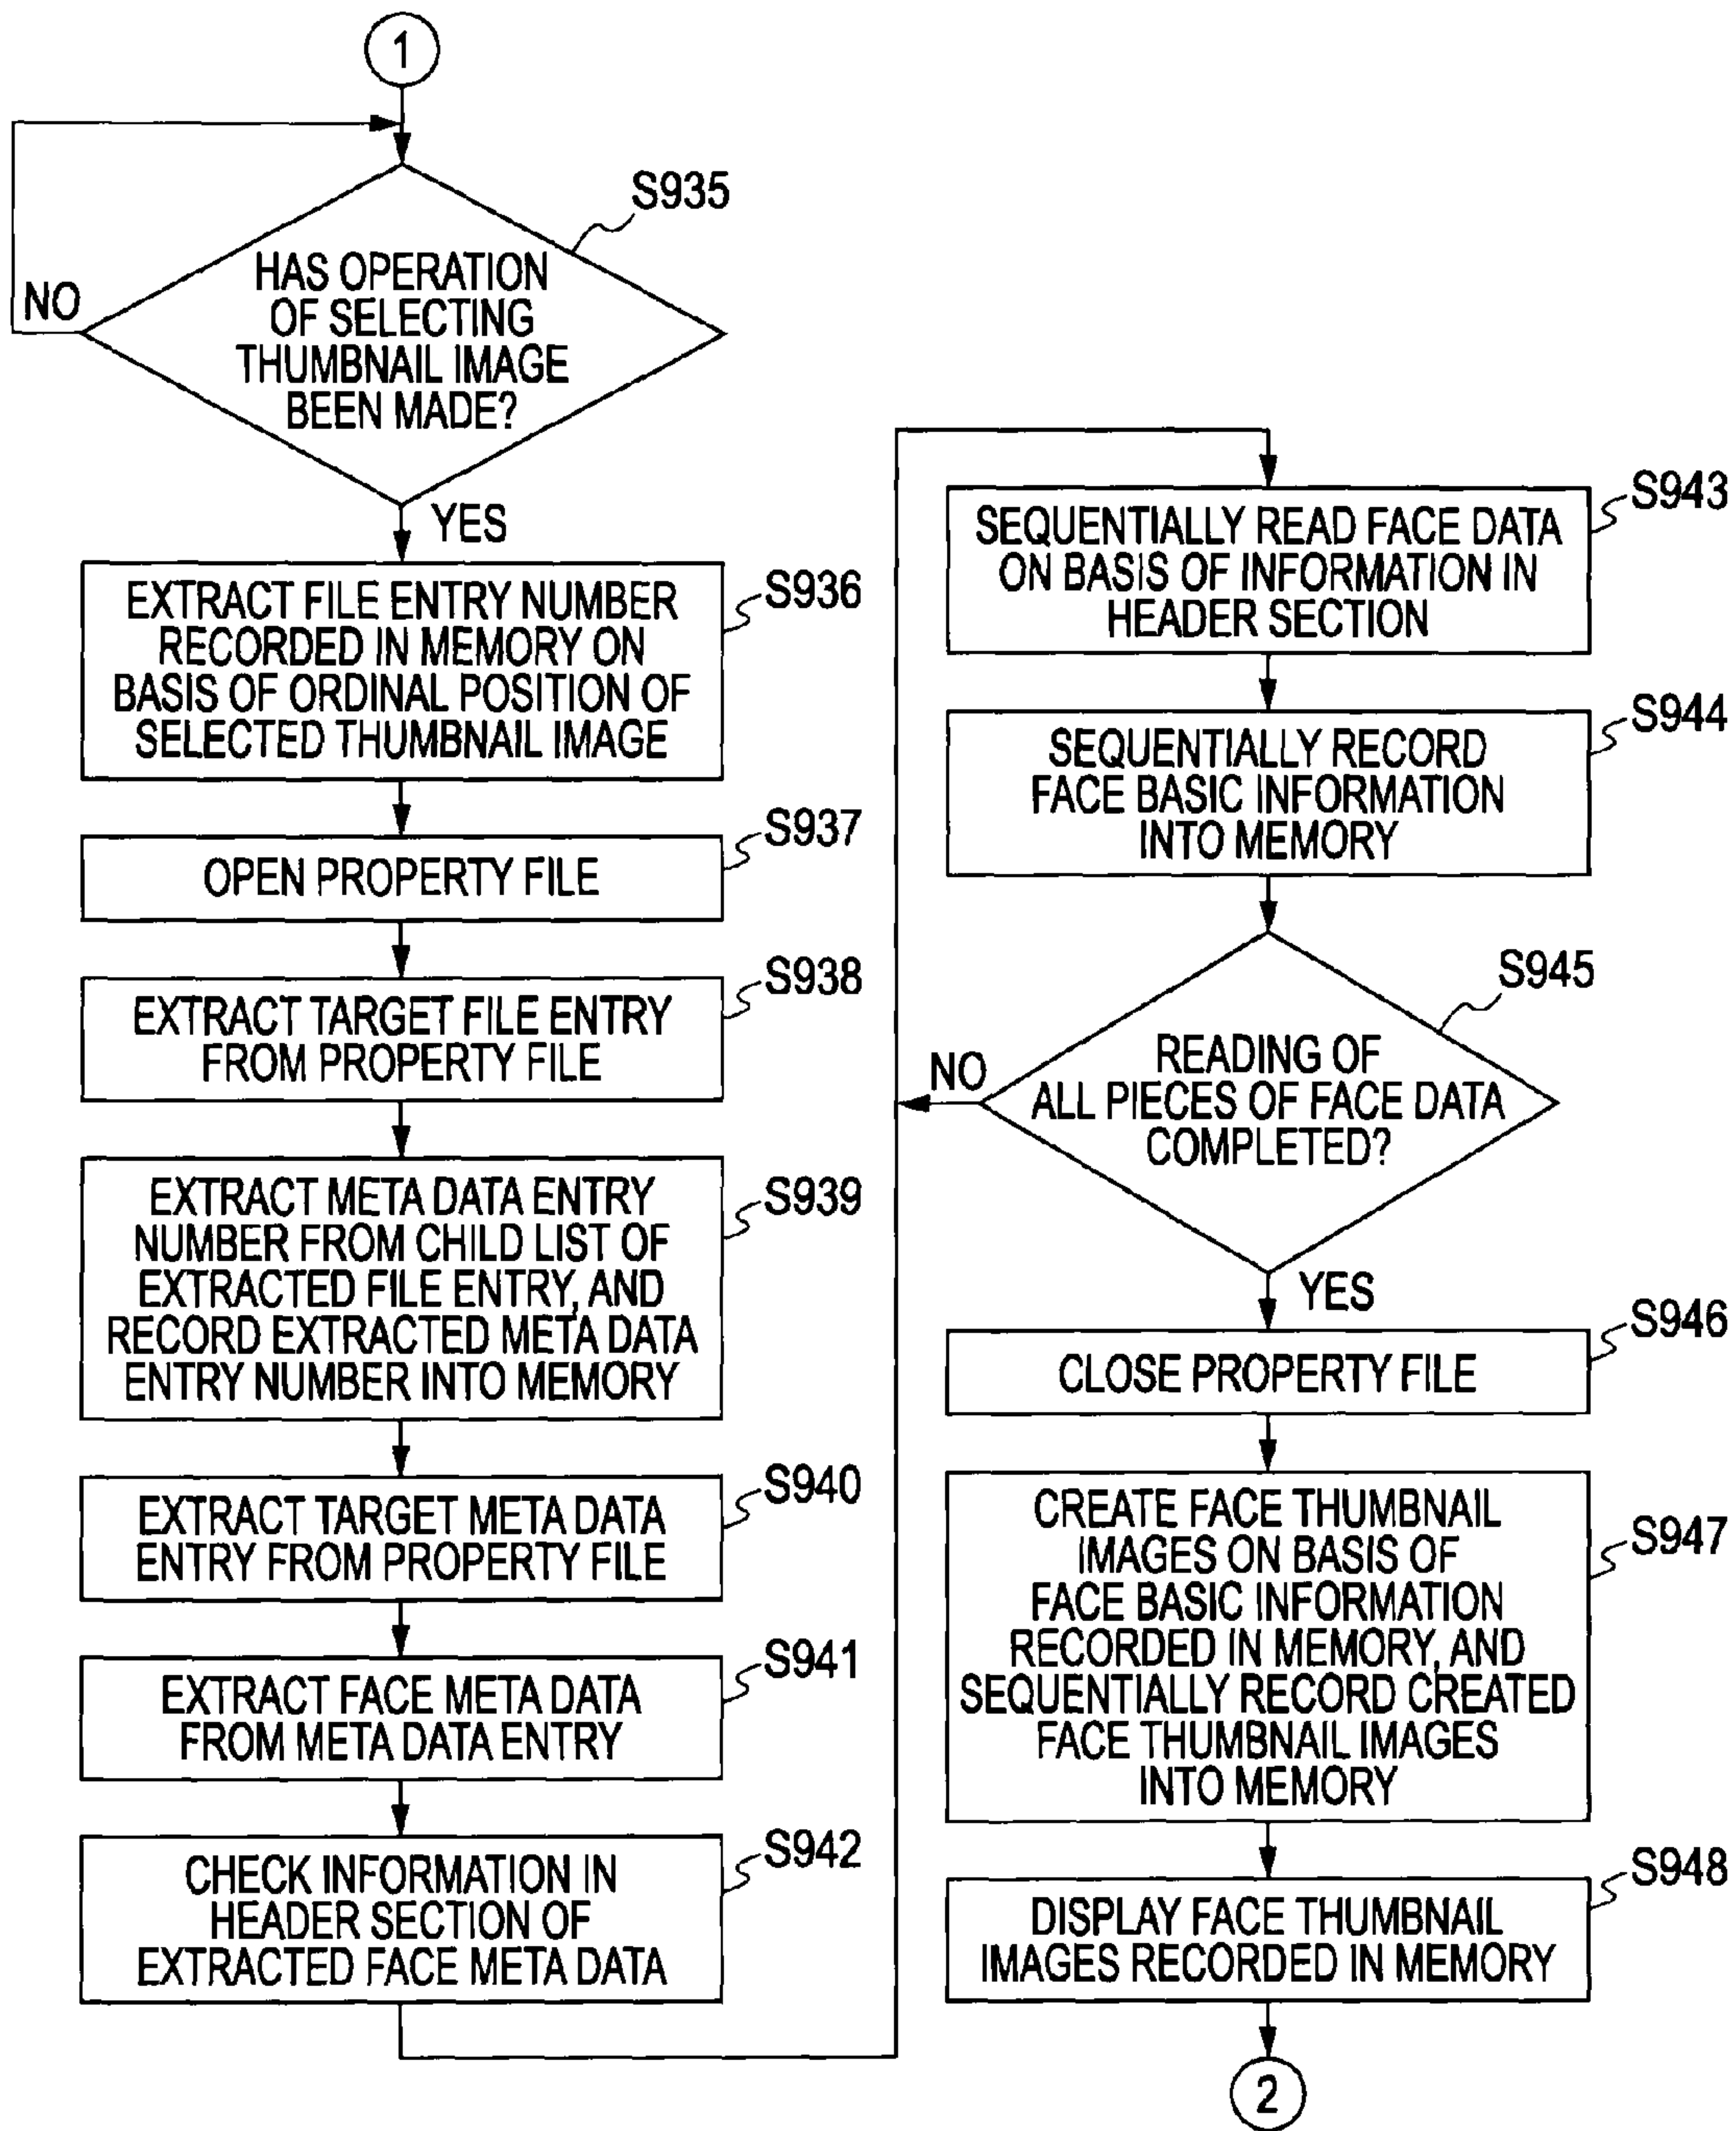 1
S935
HAS OPERATION
OF SELECTING
THUMBNAIL IMAGE
BEEN MADE?
NO
YES
S936
EXTRACT FILE ENTRY NUMBER
RECORDED IN MEMORY ON
BASIS OF ORDINAL POSITION OF
SELECTED THUMBNAIL IMAGE
S937
OPEN PROPERTY FILE
S938
EXTRACT TARGET FILE ENTRY
FROM PROPERTY FILE
S939
EXTRACT META DATA ENTRY
NUMBER FROM CHILD LIST OF
EXTRACTED FILE ENTRY, AND
RECORD EXTRACTED META DATA
ENTRY NUMBER INTO MEMORY
S940
EXTRACT TARGET META DATA
ENTRY FROM PROPERTY FILE
S941
EXTRACT FACE META DATA
FROM META DATA ENTRY
S942
CHECK INFORMATION IN
HEADER SECTION OF
EXTRACTED FACE META DATA
S943
SEQUENTIALLY READ FACE DATA
ON BASIS OF INFORMATION IN
HEADER SECTION
S944
SEQUENTIALLY RECORD
FACE BASIC INFORMATION
INTO MEMORY
S945
READING OF
ALL PIECES OF FACE DATA
COMPLETED?
NO
YES
S946
CLOSE PROPERTY FILE
S947
CREATE FACE THUMBNAIL
IMAGES ON BASIS OF
FACE BASIC INFORMATION
RECORDED IN MEMORY, AND
SEQUENTIALLY RECORD CREATED
FACE THUMBNAIL IMAGES
INTO MEMORY
S948
DISPLAY FACE THUMBNAIL
IMAGES RECORDED IN MEMORY
2